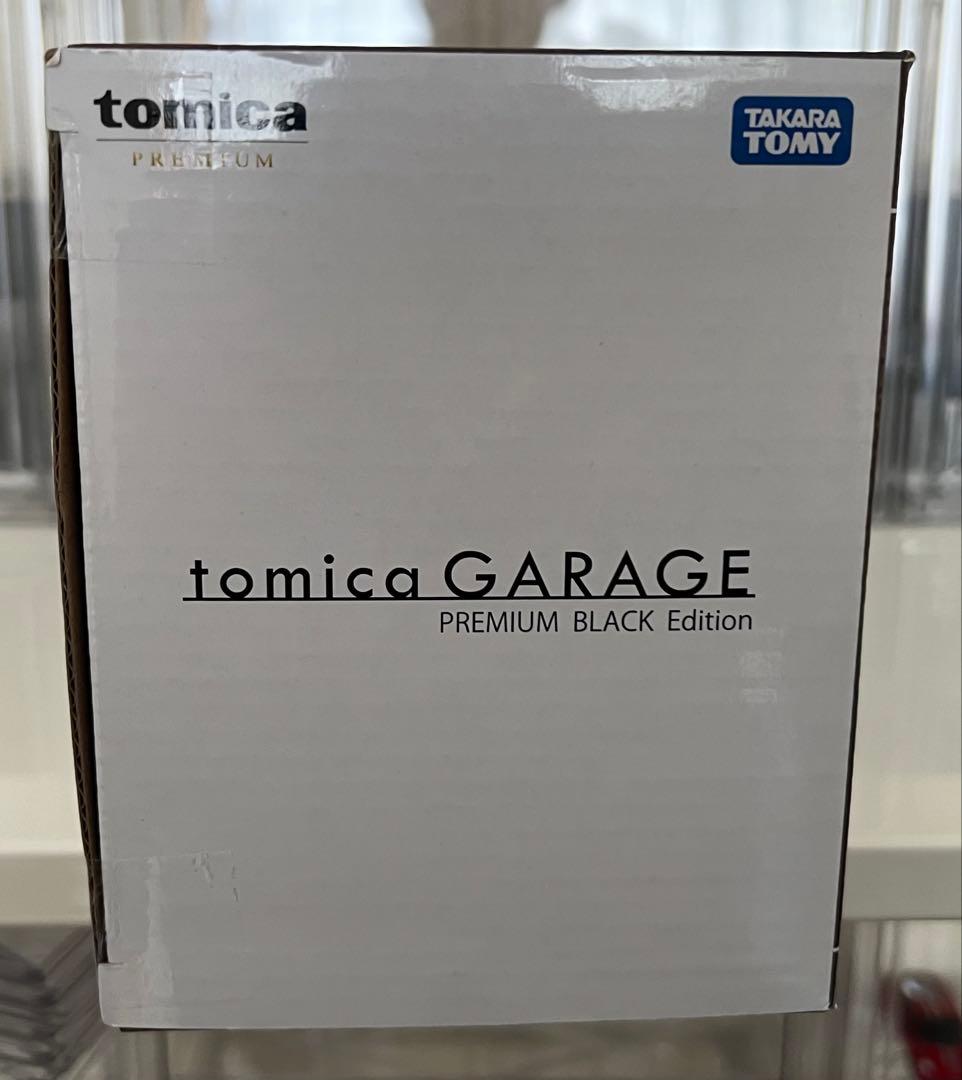 tomica
PREMIUM
TAKARA
TOMY
tomica GARAGE
PREMIUM BLACK Edition